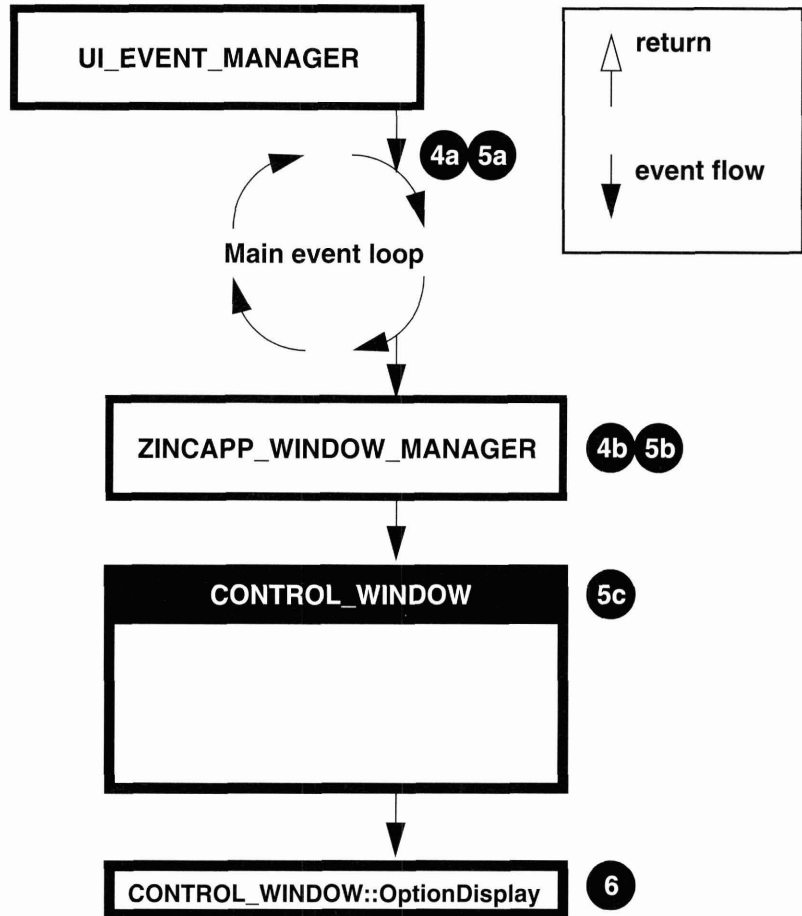 UI_EVENT_MANAGER
return
4a 5a
event flow
Main event loop
ZINCAPP_WINDOW_MANAGER
4b 5b
CONTROL_WINDOW
5c
CONTROL_WINDOW::OptionDisplay
6